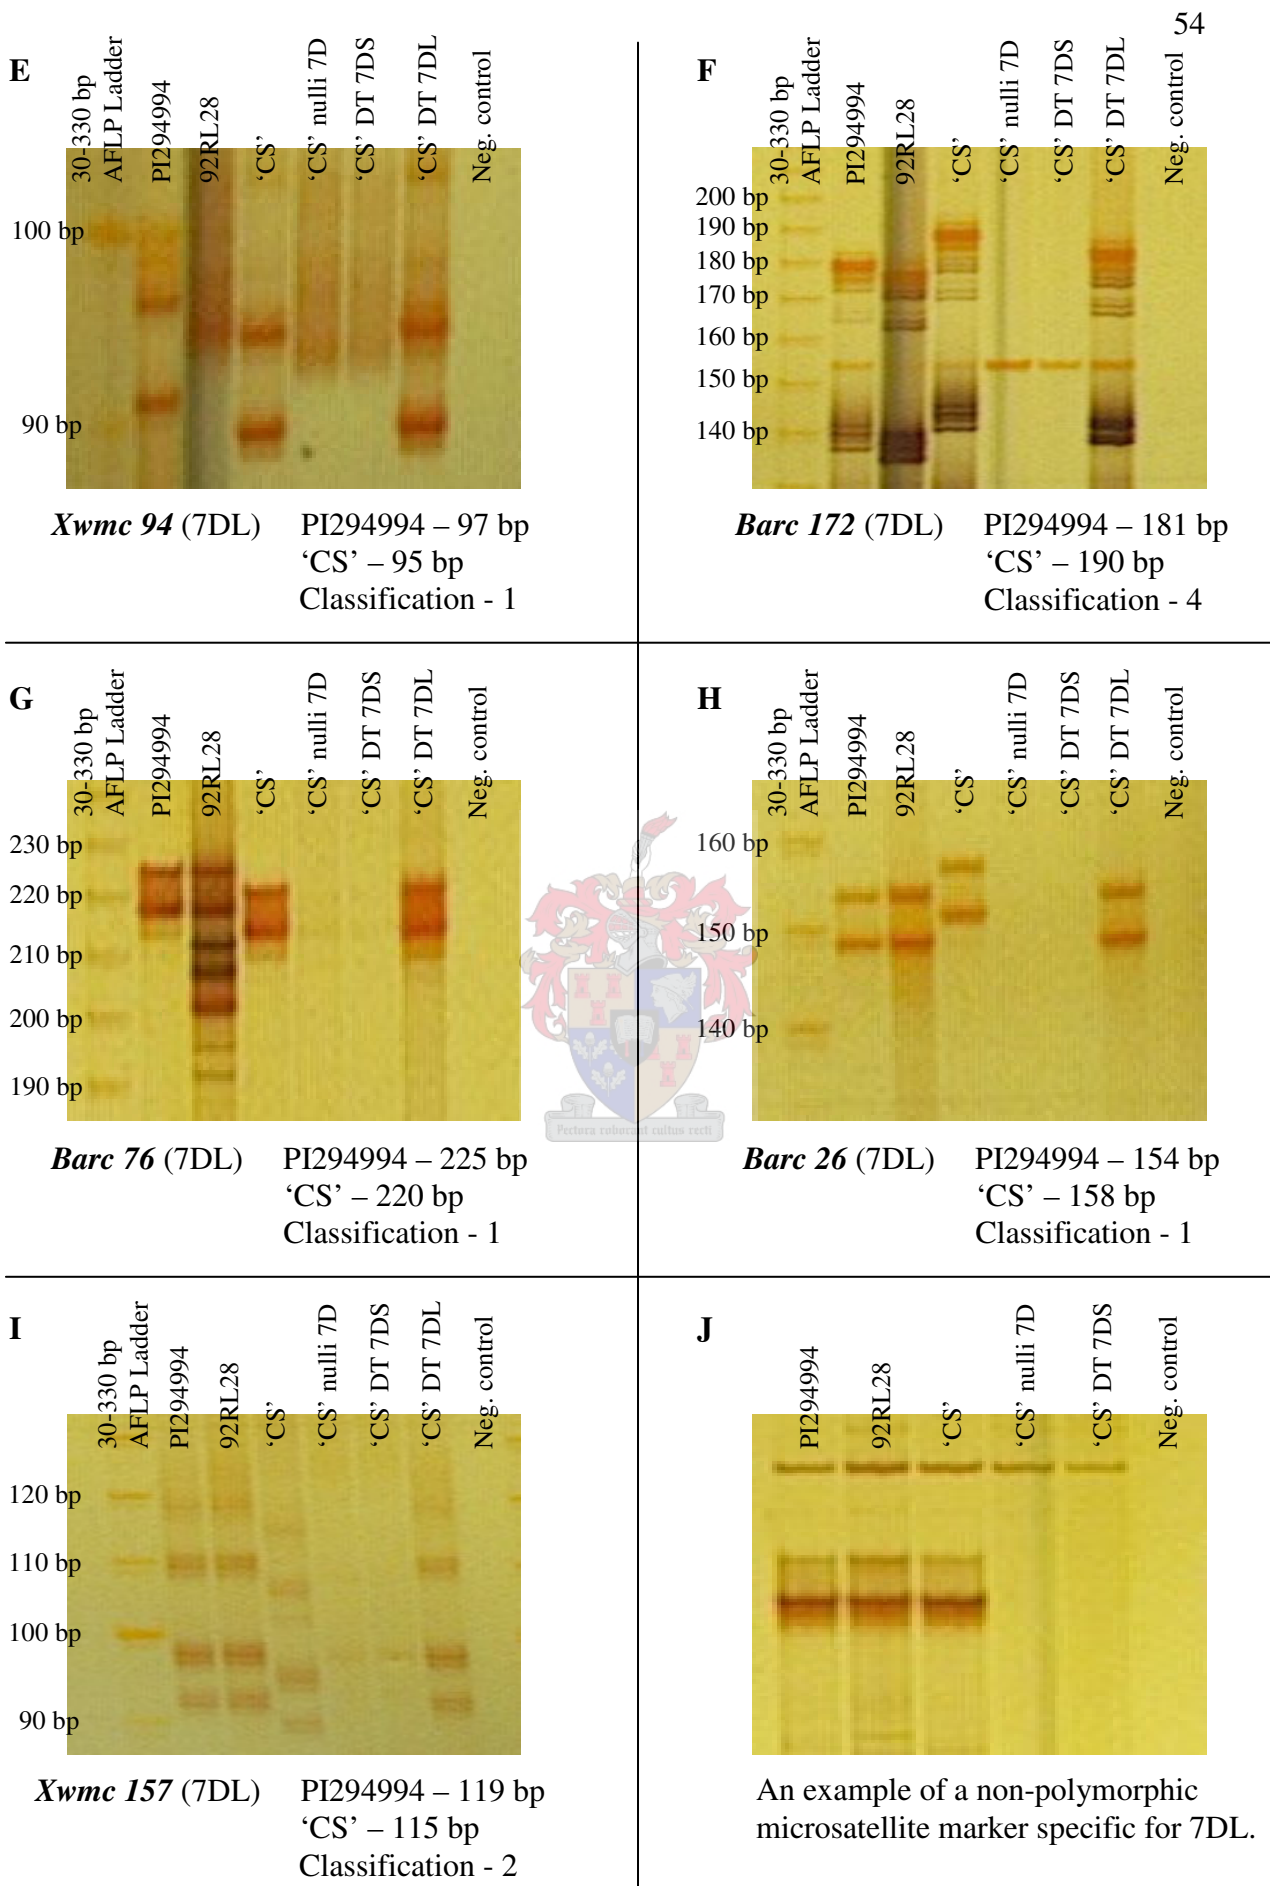 54
E
30-330 bp
AFLP Ladder
PI294994
92RL28
‘CS’
‘CS’ nulli 7D
‘CS’ DT 7DS
‘CS’ DT 7DL
Neg. control
100 bp
90 bp
Xwmc 94 (7DL) PI294994 – 97 bp
‘CS’ – 95 bp
Classification - 1
F
30-330 bp
AFLP Ladder
PI294994
92RL28
‘CS’
‘CS’ nulli 7D
‘CS’ DT 7DS
‘CS’ DT 7DL
Neg. control
200 bp
190 bp
180 bp
170 bp
160 bp
150 bp
140 bp
Barc 172 (7DL) PI294994 – 181 bp
‘CS’ – 190 bp
Classification - 4
G
30-330 bp
AFLP Ladder
PI294994
92RL28
‘CS’
‘CS’ nulli 7D
‘CS’ DT 7DS
‘CS’ DT 7DL
Neg. control
230 bp
220 bp
210 bp
200 bp
190 bp
Barc 76 (7DL) PI294994 – 225 bp
‘CS’ – 220 bp
Classification - 1
H
30-330 bp
AFLP Ladder
PI294994
92RL28
‘CS’
‘CS’ nulli 7D
‘CS’ DT 7DS
‘CS’ DT 7DL
Neg. control
160 bp
150 bp
140 bp
Barc 26 (7DL) PI294994 – 154 bp
‘CS’ – 158 bp
Classification - 1
Pectora roborant cultus recti
I
30-330 bp
AFLP Ladder
PI294994
92RL28
‘CS’
‘CS’ nulli 7D
‘CS’ DT 7DS
‘CS’ DT 7DL
Neg. control
120 bp
110 bp
100 bp
90 bp
Xwmc 157 (7DL) PI294994 – 119 bp
‘CS’ – 115 bp
Classification - 2
J
PI294994
92RL28
‘CS’
‘CS’ nulli 7D
‘CS’ DT 7DS
Neg. control
An example of a non-polymorphic
microsatellite marker specific for 7DL.